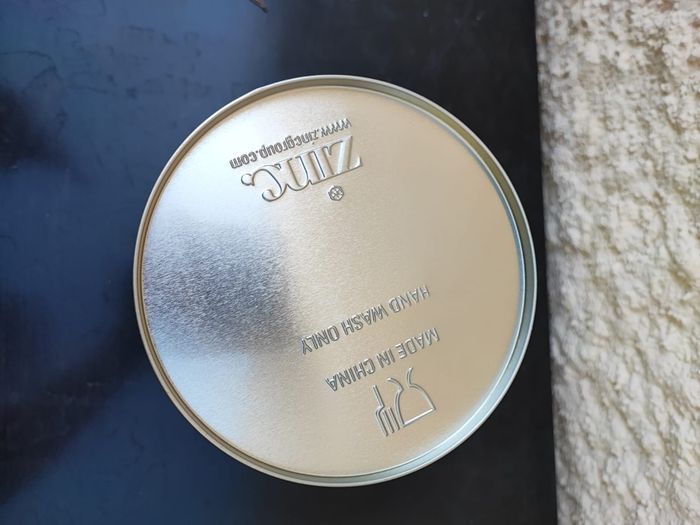 zinc.
www.zincgroup.com
HAND WASH ONLY
MADE IN CHINA